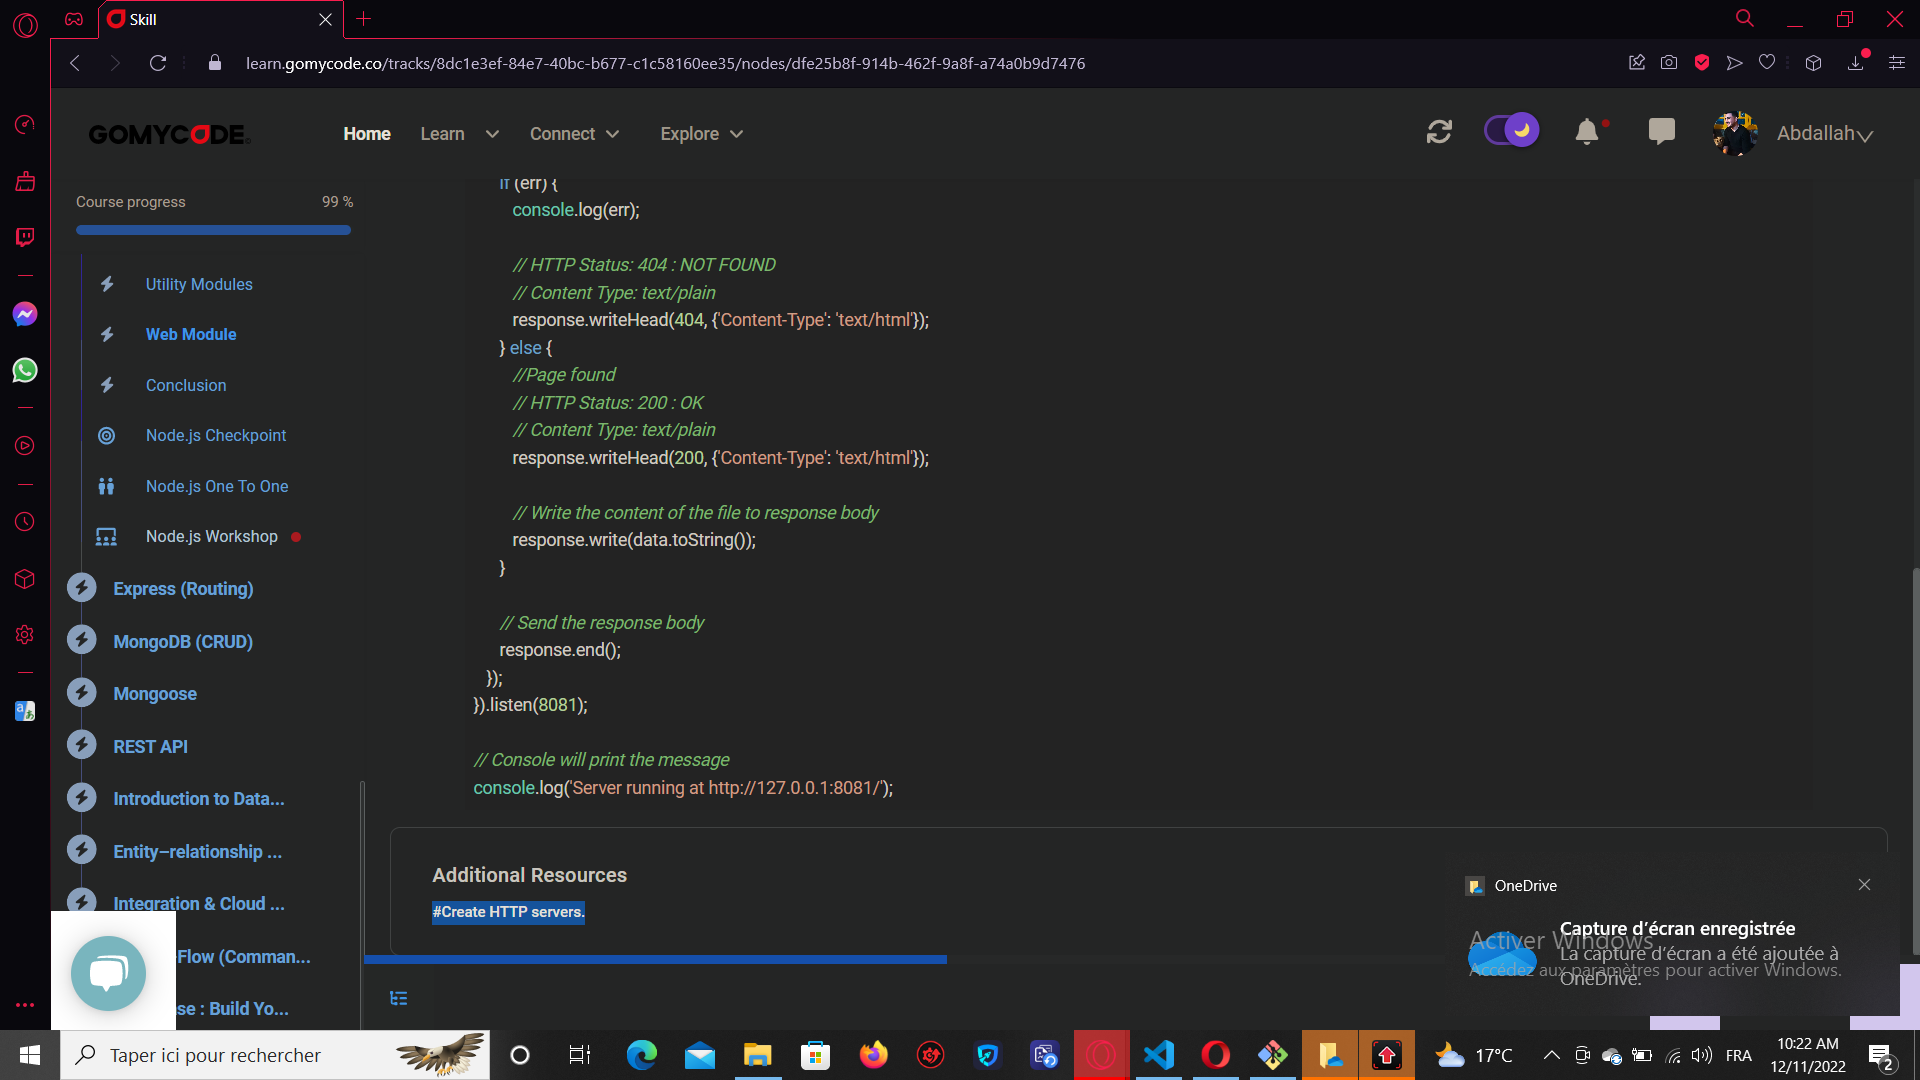 Skill
learn.gomycode.co/tracks/8dc1e3ef-84e7-40bc-b677-c1c58160ee35/nodes/dfe25b8f-914b-462f-9a8f-a74a0b9d7476
GOMYCODE
Home
Learn
Connect
Explore
Abdallah
Course progress
99 %
Utility Modules
Web Module
Conclusion
Node.js Checkpoint
Node.js One To One
Node.js Workshop
Express (Routing)
MongoDB (CRUD)
Mongoose
REST API
Introduction to Data...
Entity–relationship ...
Integration & Cloud ...
-Flow (Comman...
se : Build Yo...
if (err) {
console.log(err);
// HTTP Status: 404 : NOT FOUND
// Content Type: text/plain
response.writeHead(404, {'Content-Type': 'text/html'});
} else {
//Page found
// HTTP Status: 200 : OK
// Content Type: text/plain
response.writeHead(200, {'Content-Type': 'text/html'});
// Write the content of the file to response body
response.write(data.toString());
}
// Send the response body
response.end();
});
}).listen(8081);
// Console will print the message
console.log('Server running at http://127.0.0.1:8081/');
Additional Resources
#Create HTTP servers.
OneDrive
Capture d'écran enregistrée
La capture d'écran a été ajoutée à
OneDrive.
Activer Windows
Accédez aux paramètres pour activer Windows.
Taper ici pour rechercher
17°C
FRA
10:22 AM
12/11/2022
2